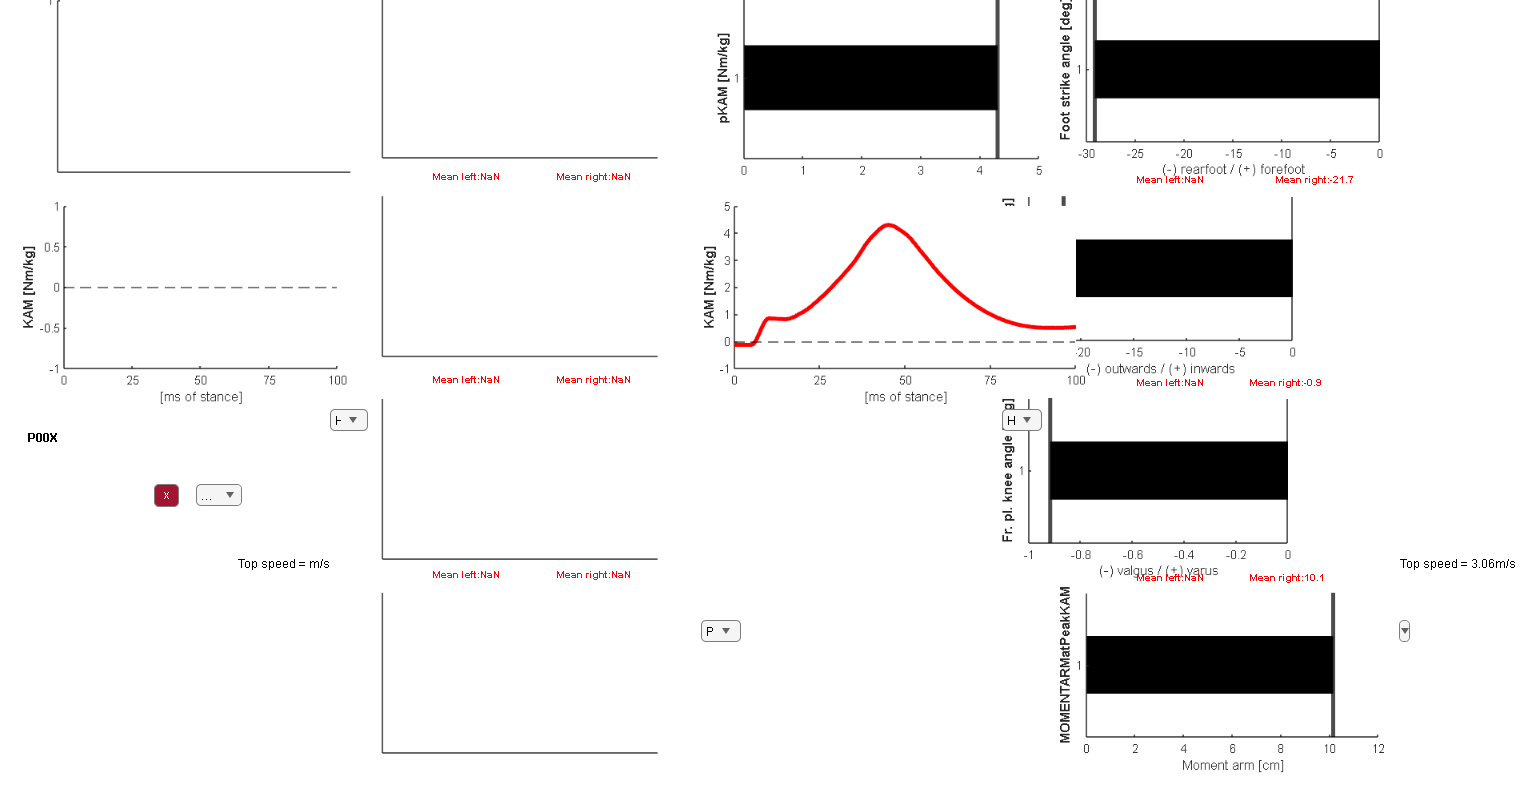 1
pKAM [Nm/kg]
1
0 1 2 3 4 5
Foot strike angle [deg]
1
-30 -25 -20 -15 -10 -5 0
(-) rearfoot / (+) forefoot
Mean left:NaN Mean right:NaN
Mean left:NaN Mean right:-21.7
KAM [Nm/kg]
1
0.5
0
-0.5
-1
0 25 50 75 100
[ms of stance]
KAM [Nm/kg]
5
4
3
2
1
0
-1
0 25 50 75 100
[ms of stance]
-20 -15 -10 -5 0
(-) outwards / (+) inwards
Mean left:NaN Mean right:NaN
Mean left:NaN Mean right:-0.9
H
H
P00X
x
...
Fr. pl. knee angle
1
-1 -0.8 -0.6 -0.4 -0.2 0
(-) valgus / (+) varus
Top speed = m/s
Top speed = 3.06m/s
Mean left:NaN Mean right:NaN
Mean left:NaN Mean right:10.1
P
MOMENTARMatPeakKAM
1
0 2 4 6 8 10 12
Moment arm [cm]